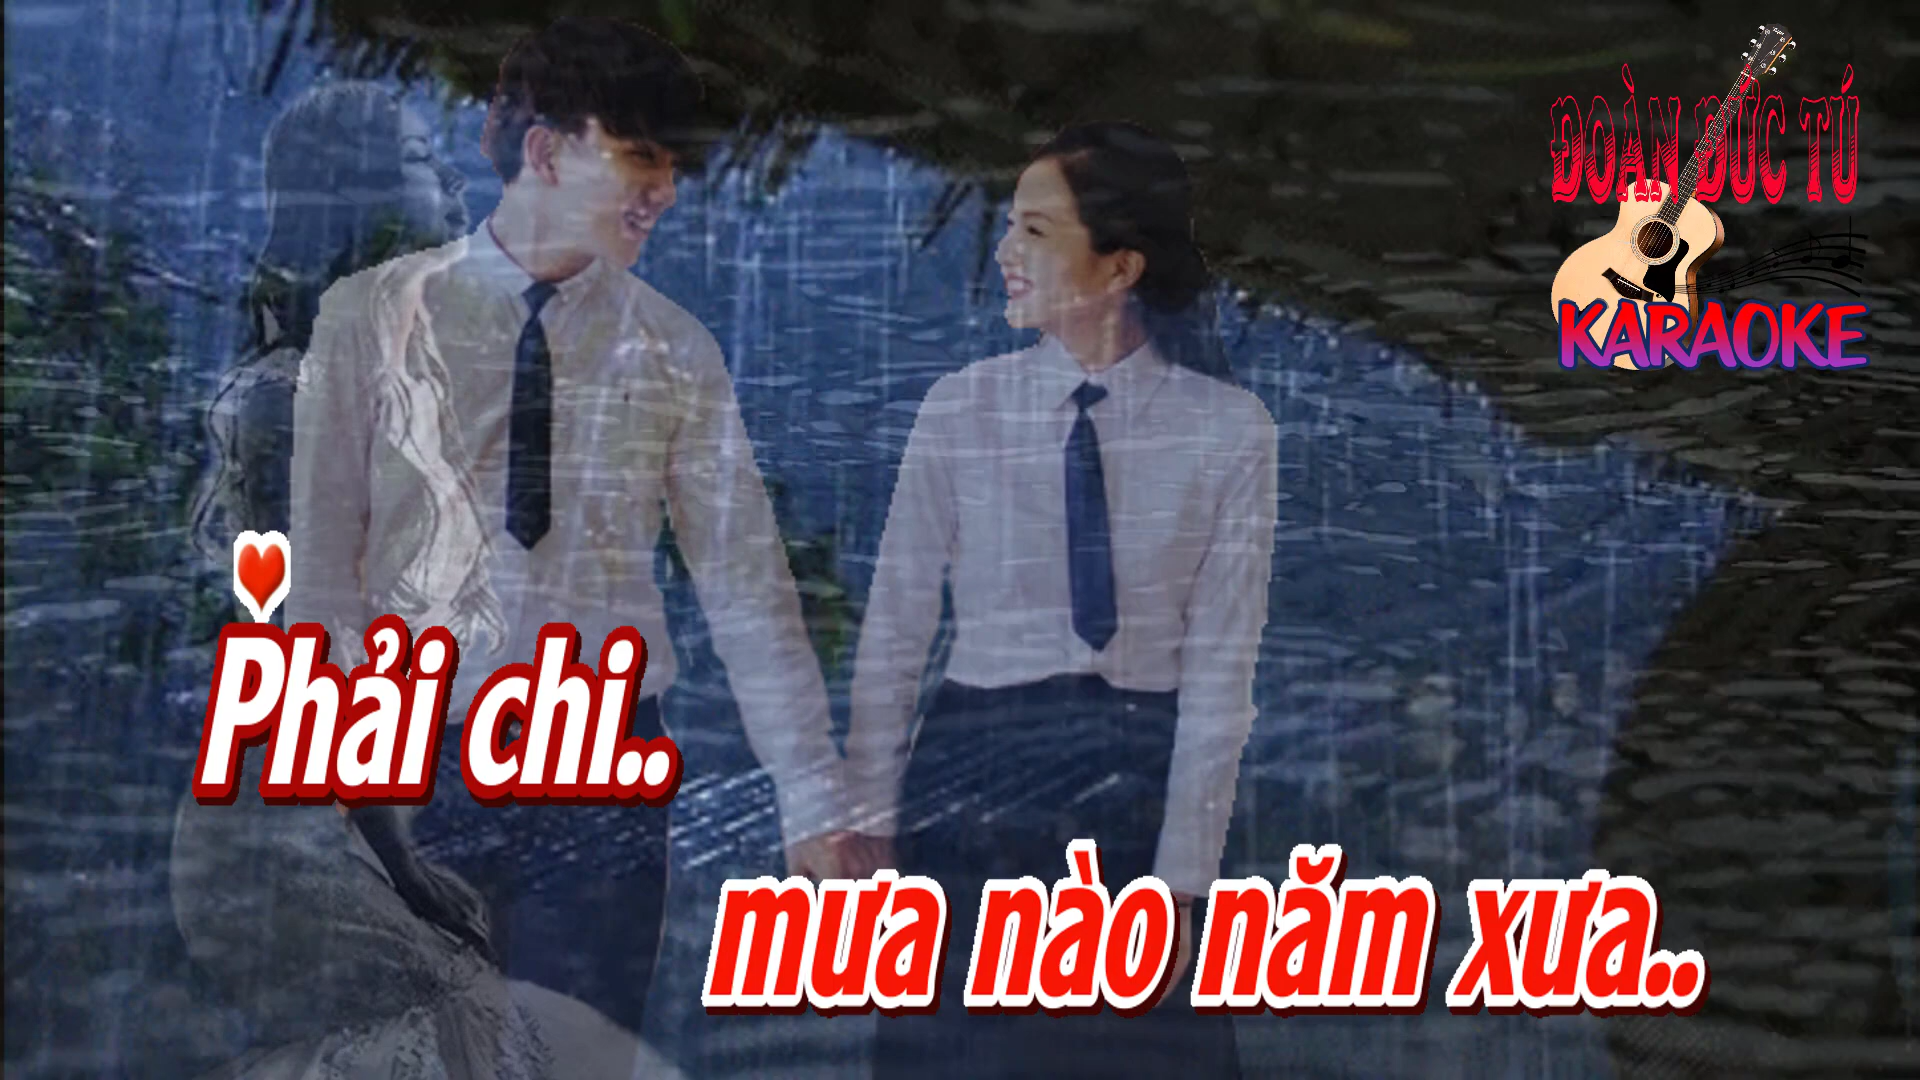 ĐOÀN ĐỨC TÚ
KARAOKE
Phải chi..
mưa nào năm xưa..